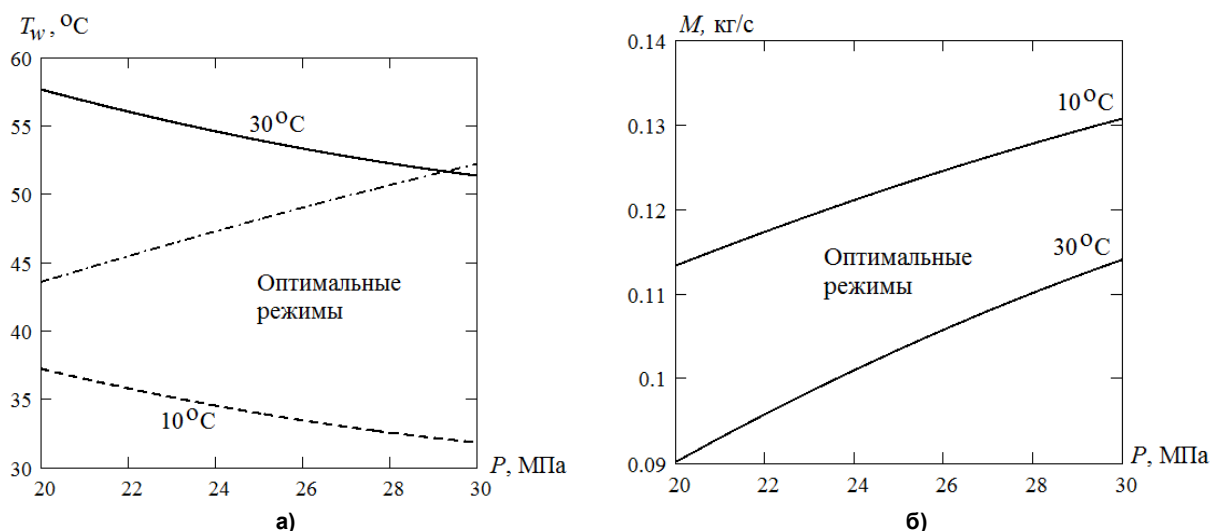 T_w , °C
60
55
50
45
40
35
30
30°C
Оптимальные
режимы
10°C
P, МПа
20
22
24
26
28
30
а)
M, кг/с
0.14
0.13
0.12
0.11
0.1
0.09
10°C
30°C
Оптимальные
режимы
P, МПа
20
22
24
26
28
30
б)